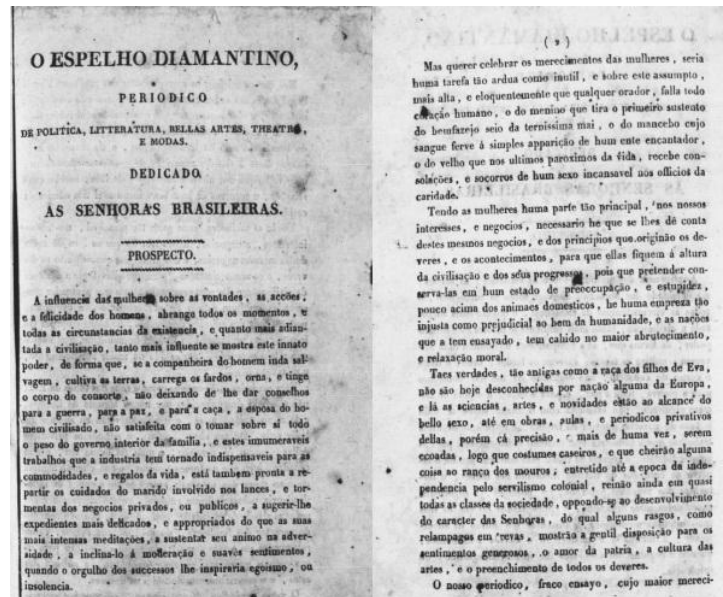 O ESPELHO DIAMANTINO,
PERIODICO
DE POLITICA, LITTERATURA, BELLAS ARTES, THEATRO,
E MODAS.
DEDICADO
AS SENHORAS BRASILEIRAS.
PROSPECTO.
A influencia das mulheres sobre as vontades, as acções,
e a felicidade dos homens, abrange todos os momentos, e
todas as circunstancias da existencia, e quanto mais adian-
tada a civilisação, tanto mais influente se mostra este innato
poder, de forma que, se a companheira do homem inda sel-
vagem, cultiva as terras, carrega os fardos, orna, e tinge
o corpo do consorte, não deixando de lhe dar conselhos
para a guerra, para a paz, e para a caça, a esposa do ho-
mem civilisado, não satisfeita com o tomar sobre si todo
o peso do governo interior da familia, e estes innumeraveis
trabalhos que a industria tem tornado indispensaveis para as
commodidades, e regalos da vida, está tambem pronta a re-
partir os cuidados do marido involvido nos lances, e tor-
mentas dos negocios privados, ou publicos, a sugerir-lhe
expedientes mais delicados, e appropriados do que as suas
mais intensas meditações, a sustentar seu animo na adver-
sidade, a inclina-lo á moderação e suaves sentimentos,
quando o orgulho dos successos lhe inspiraria egoismo, ou
insolencia.
( 2 )
Mas querer celebrar os merecimentos das mulheres, seria
huma tarefa tão ardua como inutil, e sobre este assumpto,
mais alta, e eloquentemente que qualquer orador, falla todo
coração humano, o do menino que tira o primeiro sustento
do bemfazejo seio da ternissima mai, o do mancebo cujo
sangue ferve á simples apparição de hum ente encantador,
o do velho que nos ultimos paroximos da vida, recebe con-
solações, e socorros de hum sexo incansavel nos officios da
caridade.
Tendo as mulheres huma parte tão principal, nos nossos
interesses, e negocios, necessario he que se lhes dê conta
destes mesmos negocios, e dos principios que originão os de-
veres, e os acontecimentos, para que ellas fiquem á altura
da civilisação e dos seus progressos, pois que pretender con-
serva-las em hum estado de preoccupação, e estupidez,
pouco acima dos animaes domesticos, he huma empreza tão
injusta como prejudicial ao bem da humanidade, e as nações
que a tem ensayado, tem cahido no maior abrutecimento,
e relaxação moral.
Taes verdades, tão antigas como a raça dos filhos de Eva,
não são hoje desconhecidas por nação alguma da Europa,
e lá as sciencias, artes, e novidades estão ao alcance do
bello sexo, até em obras, aulas, e periodicos privativos
dellas, porém cá precisão, e mais de huma vez, serem
ecoadas, logo que costumes caseiros, e que cheirão alguma
coisa ao ranço dos mouros, entretido até a epoca da inde-
pendencia pelo servilismo colonial, reinão ainda em quasi
todas as classes da sociedade, oppondo-se ao desenvolvimento
do caracter das Senhoras, do qual alguns rasgos, como
relampagos em trevas, mostrão a gentil disposição para os
sentimentos generosos, o amor da patria, a cultura das
artes, e o preenchimento de todos os deveres.
O nosso periodico, fraco ensaio, cujo maior mereci-